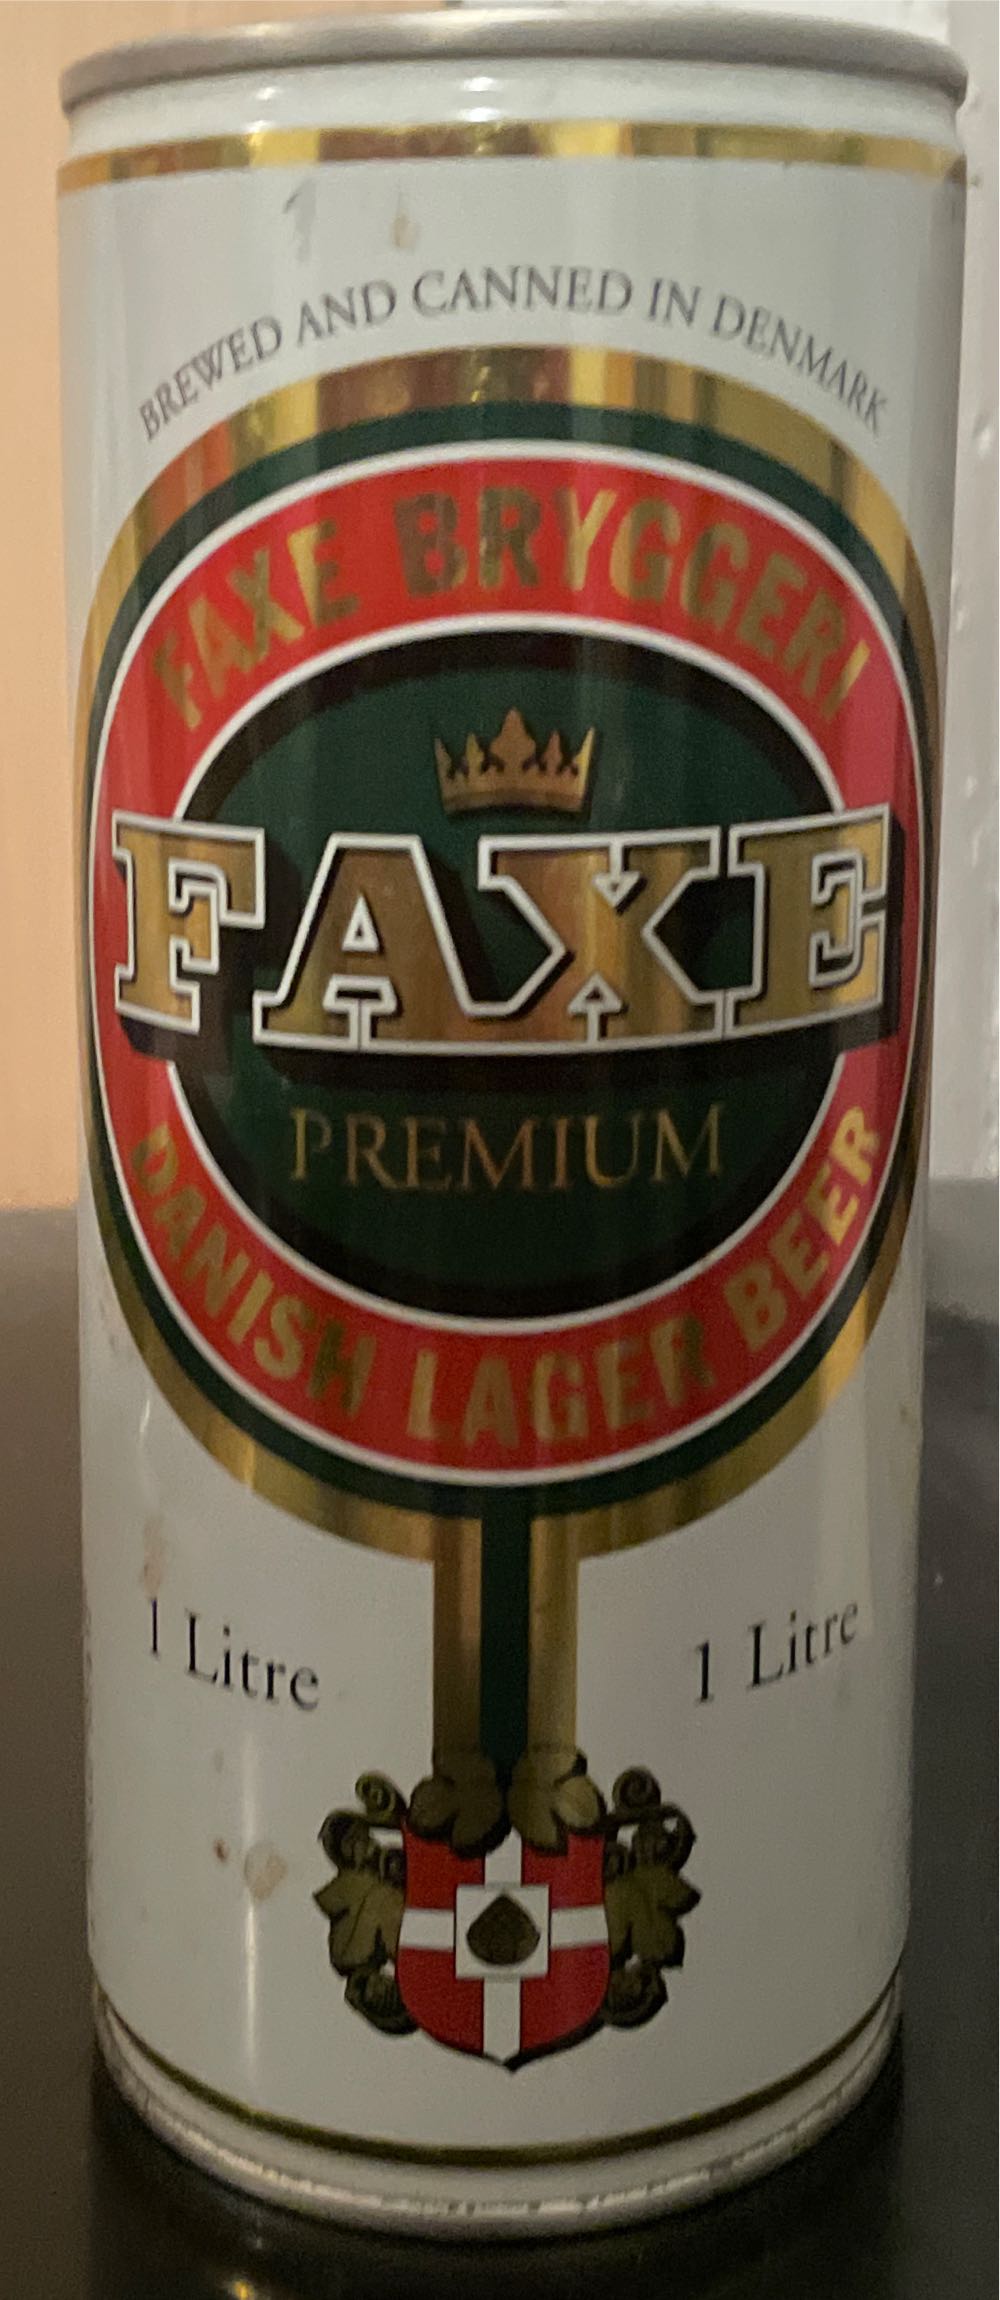 BREWED AND CANNED IN DENMARK
FAXE BRYGGERI
FAXE
PREMIUM
DANISH LAGER BEER
1 Litre
1 Litre